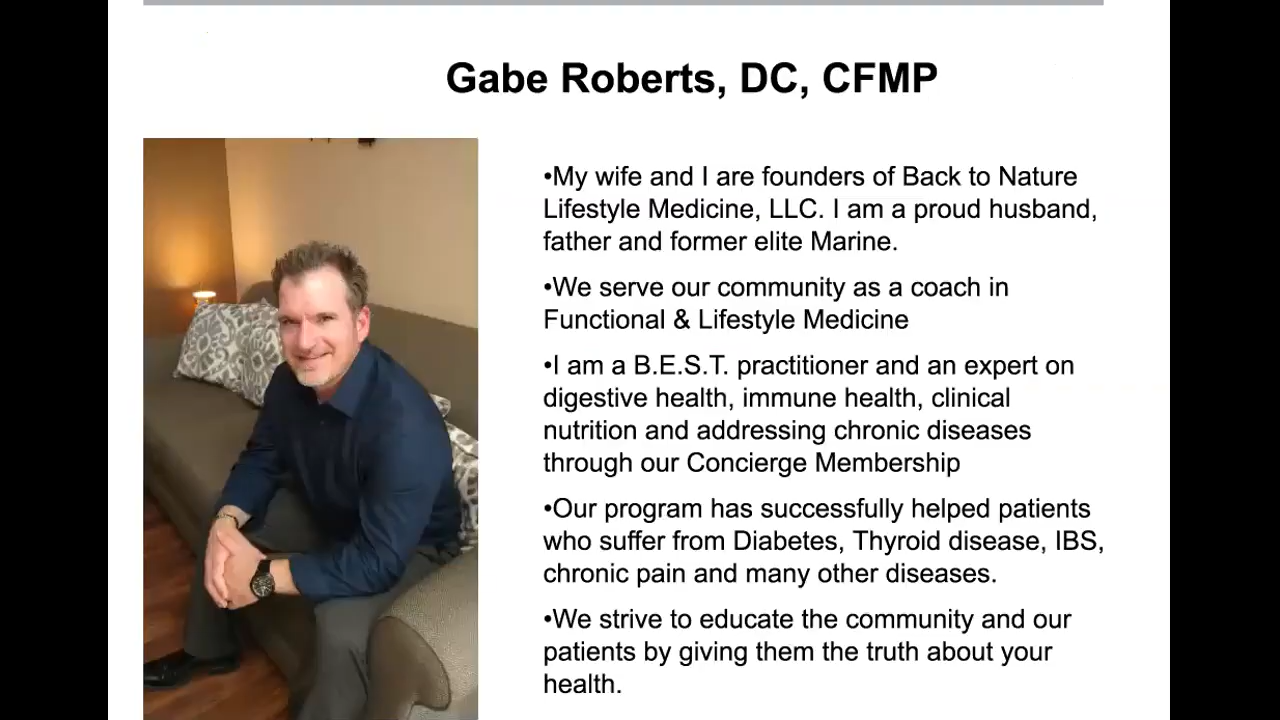 Gabe Roberts, DC, CFMP
•My wife and I are founders of Back to Nature
Lifestyle Medicine, LLC. I am a proud husband,
father and former elite Marine.
•We serve our community as a coach in
Functional & Lifestyle Medicine
•I am a B.E.S.T. practitioner and an expert on
digestive health, immune health, clinical
nutrition and addressing chronic diseases
through our Concierge Membership
•Our program has successfully helped patients
who suffer from Diabetes, Thyroid disease, IBS,
chronic pain and many other diseases.
•We strive to educate the community and our
patients by giving them the truth about your
health.